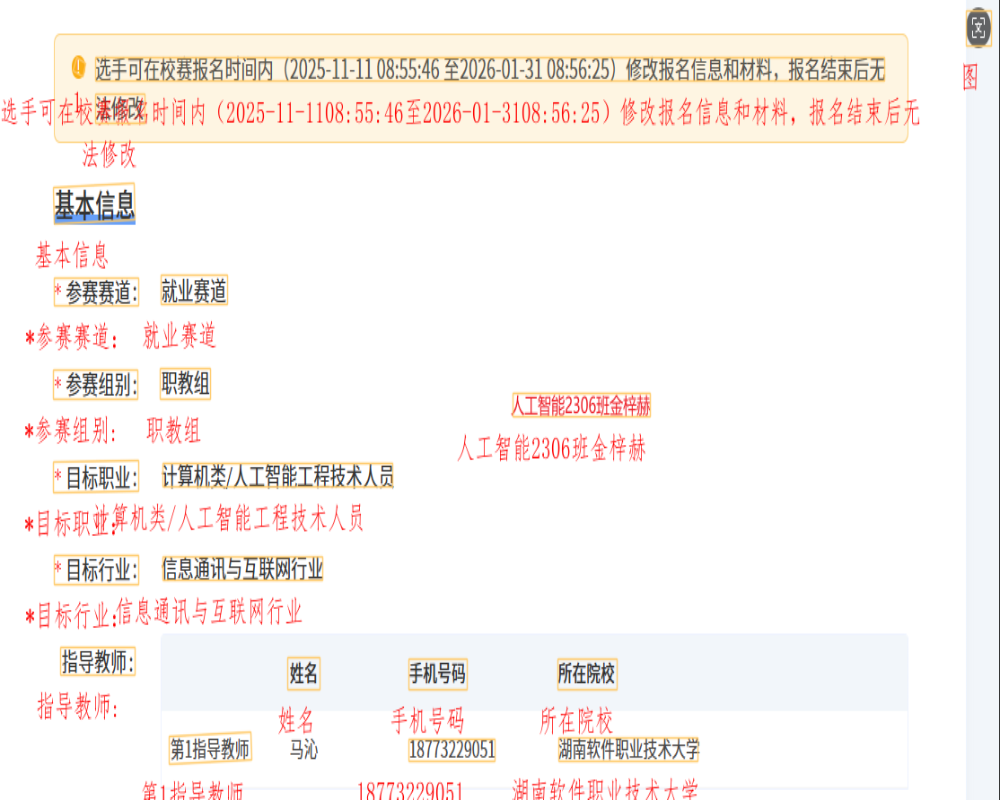 选手可在校赛报名时间内（2025-11-11 08:55:46 至2026-01-31 08:56:25）修改报名信息和材料，报名结束后无
法修改
图
选手可在校赛报名时间内（2025-11-1108:55:46至2026-01-3108:56:25）修改报名信息和材料，报名结束后无
法修改
基本信息
基本信息
* 参赛赛道： 就业赛道
*参赛赛道： 就业赛道
* 参赛组别： 职教组
人工智能2306班金梓赫
*参赛组别： 职教组
人工智能2306班金梓赫
* 目标职业： 计算机类/人工智能工程技术人员
*目标职业： 计算机类/人工智能工程技术人员
* 目标行业： 信息通讯与互联网行业
*目标行业： 信息通讯与互联网行业
指导教师： 姓名 手机号码 所在院校
指导教师： 姓名 手机号码 所在院校
第1指导教师 马沁 18773229051 湖南软件职业技术大学
第1指导教师 18773229051 湖南软件职业技术大学